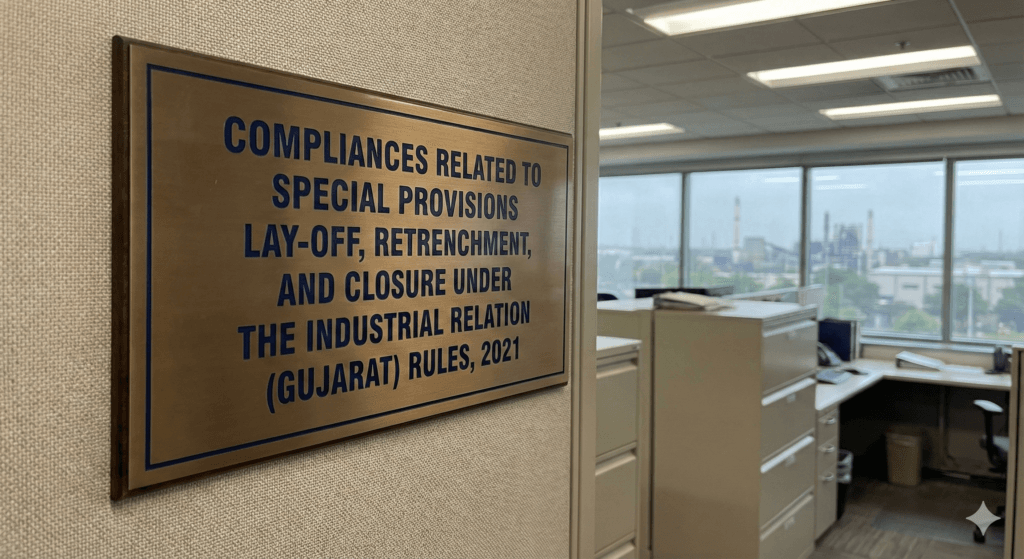 COMPLIANCES RELATED TO
SPECIAL PROVISIONS
LAY-OFF, RETRENCHMENT,
AND CLOSURE UNDER
THE INDUSTRIAL RELATION
(GUJARAT) RULES, 2021